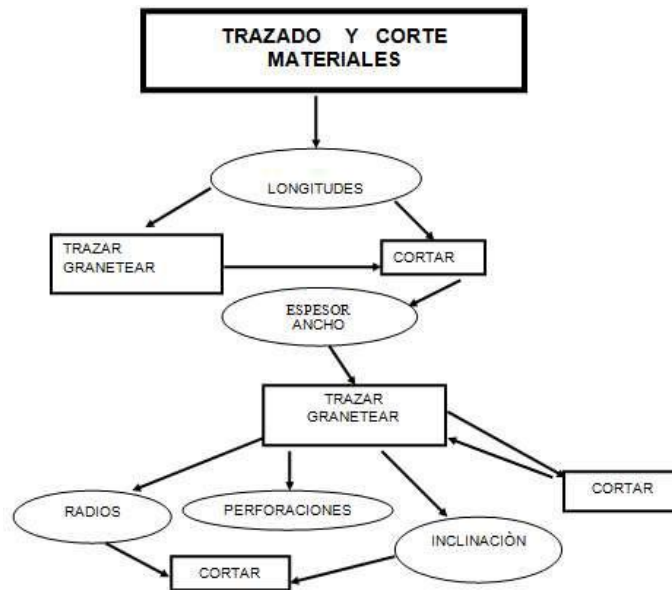 TRAZADO Y CORTE
MATERIALES
LONGITUDES
TRAZAR
GRANETEAR
CORTAR
ESPESOR
ANCHO
TRAZAR
GRANETEAR
CORTAR
RADIOS
PERFORACIONES
INCLINACIÒN
CORTAR